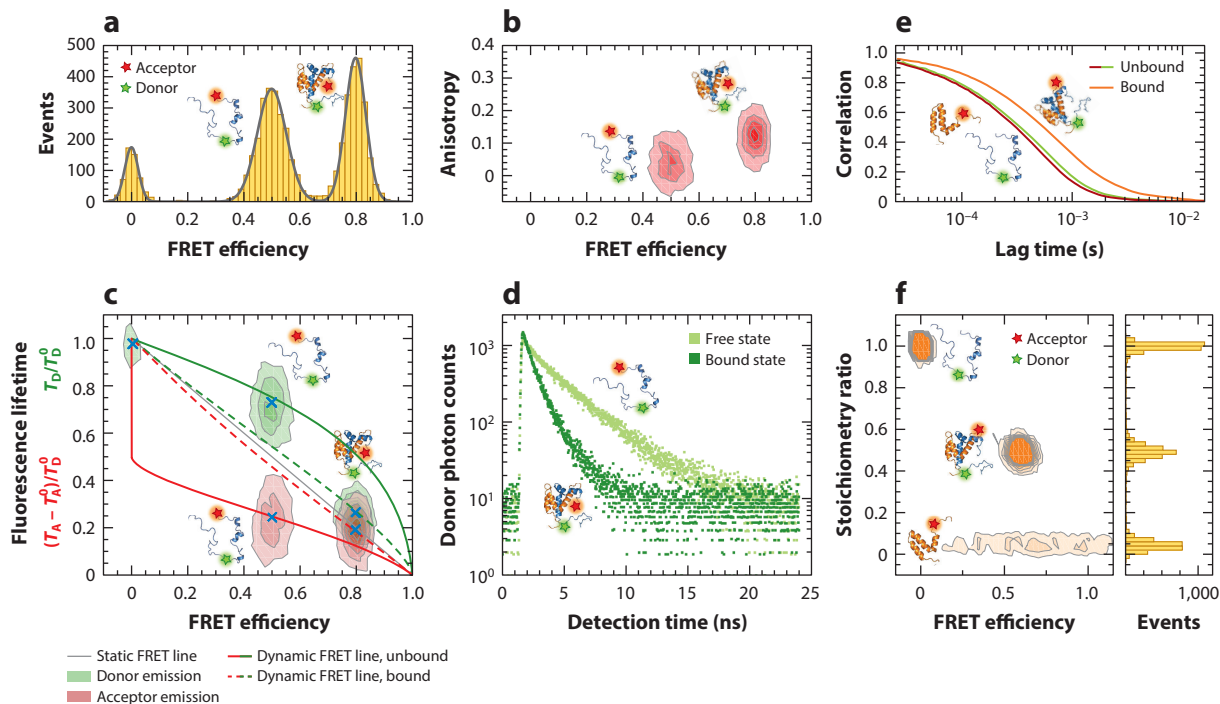 a
Events
500
400
300
200
100
0
Acceptor
Donor
0
0.2
0.4
0.6
0.8
1.0
FRET efficiency
b
Anisotropy
0.4
0.3
0.2
0.1
0
0
0.2
0.4
0.6
0.8
1.0
FRET efficiency
e
Correlation
1.0
0.8
0.6
0.4
0.2
0
Unbound
Bound
10⁻⁴
10⁻³
10⁻²
Lag time (s)
c
Fluorescence lifetime
(T_A − T_A^0)/T_D^0
T_D/T_D^0
1.0
0.8
0.6
0.4
0.2
0
0
0.2
0.4
0.6
0.8
1.0
FRET efficiency
Static FRET line
Donor emission
Acceptor emission
Dynamic FRET line, unbound
Dynamic FRET line, bound
d
Donor photon counts
10³
10²
10¹
10⁰
Free state
Bound state
0
5
10
15
20
25
Detection time (ns)
f
Stoichiometry ratio
1.0
0.8
0.6
0.4
0.2
0
Acceptor
Donor
0
0.5
1.0
FRET efficiency
1,000
Events